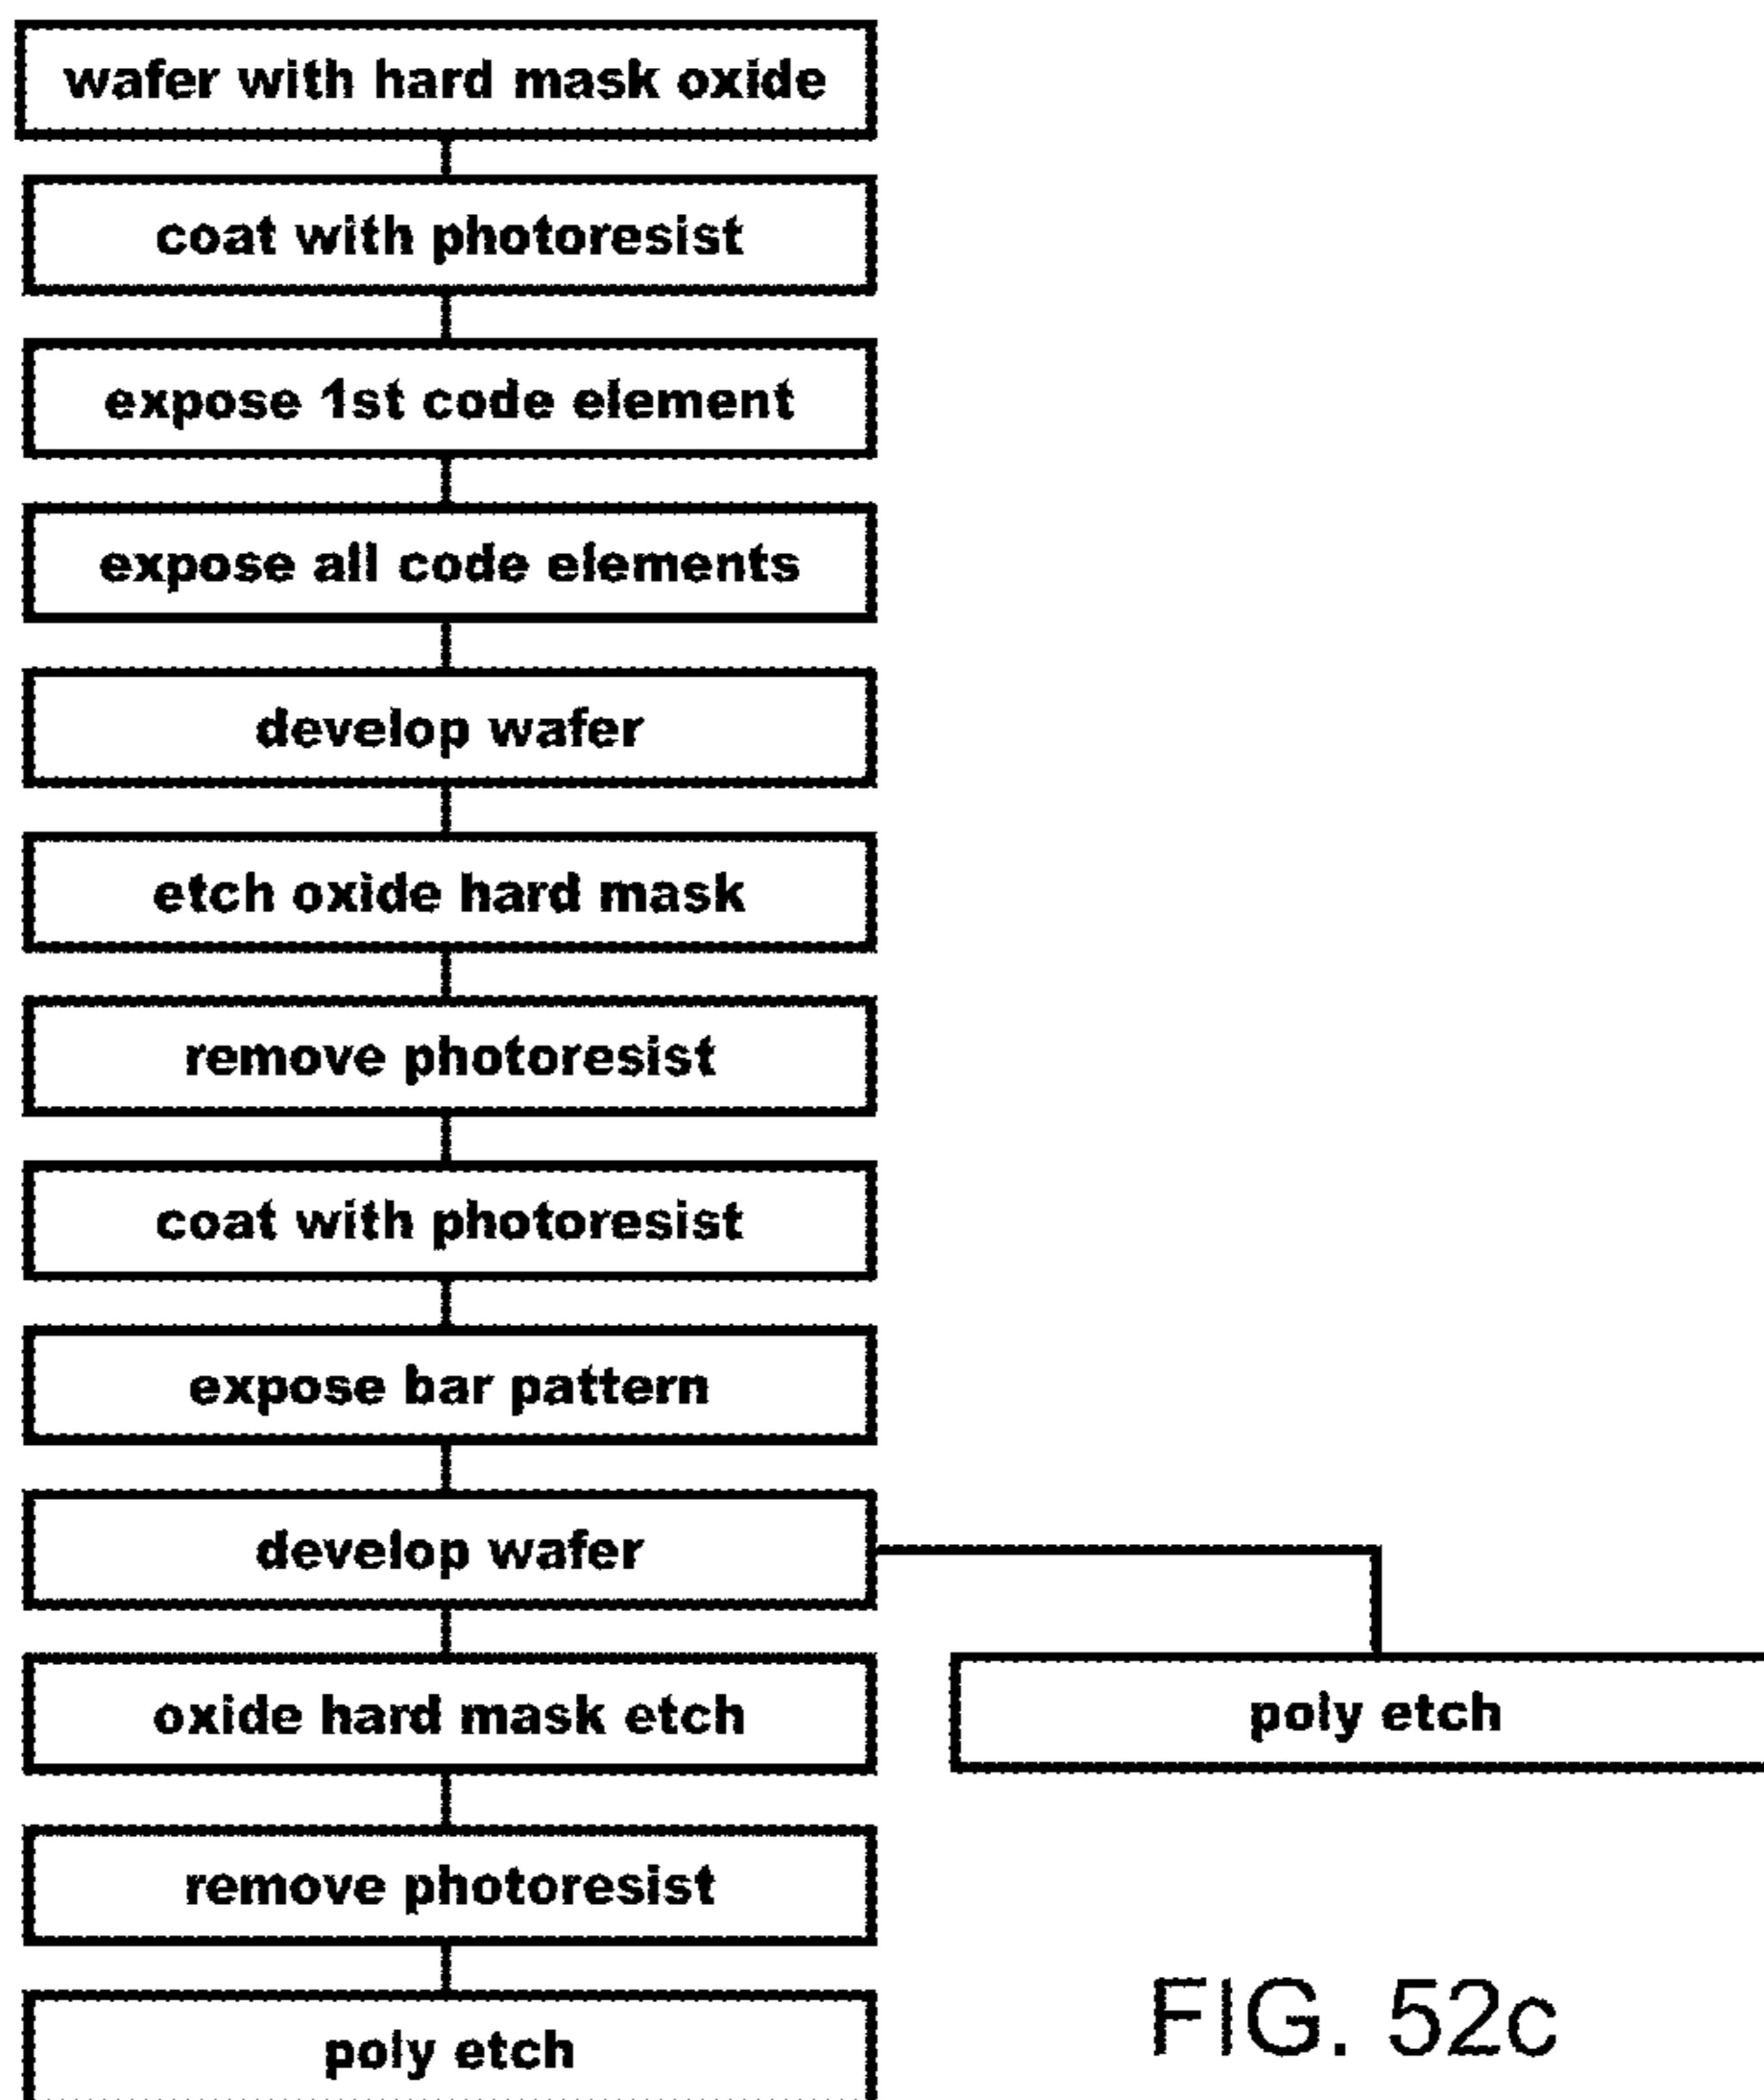 wafer with hard mask oxide
coat with photoresist
expose 1st code element
expose all code elements
develop wafer
etch oxide hard mask
remove photoresist
coat with photoresist
expose bar pattern
develop wafer
oxide hard mask etch
poly etch
remove photoresist
poly etch
FIG. 52c